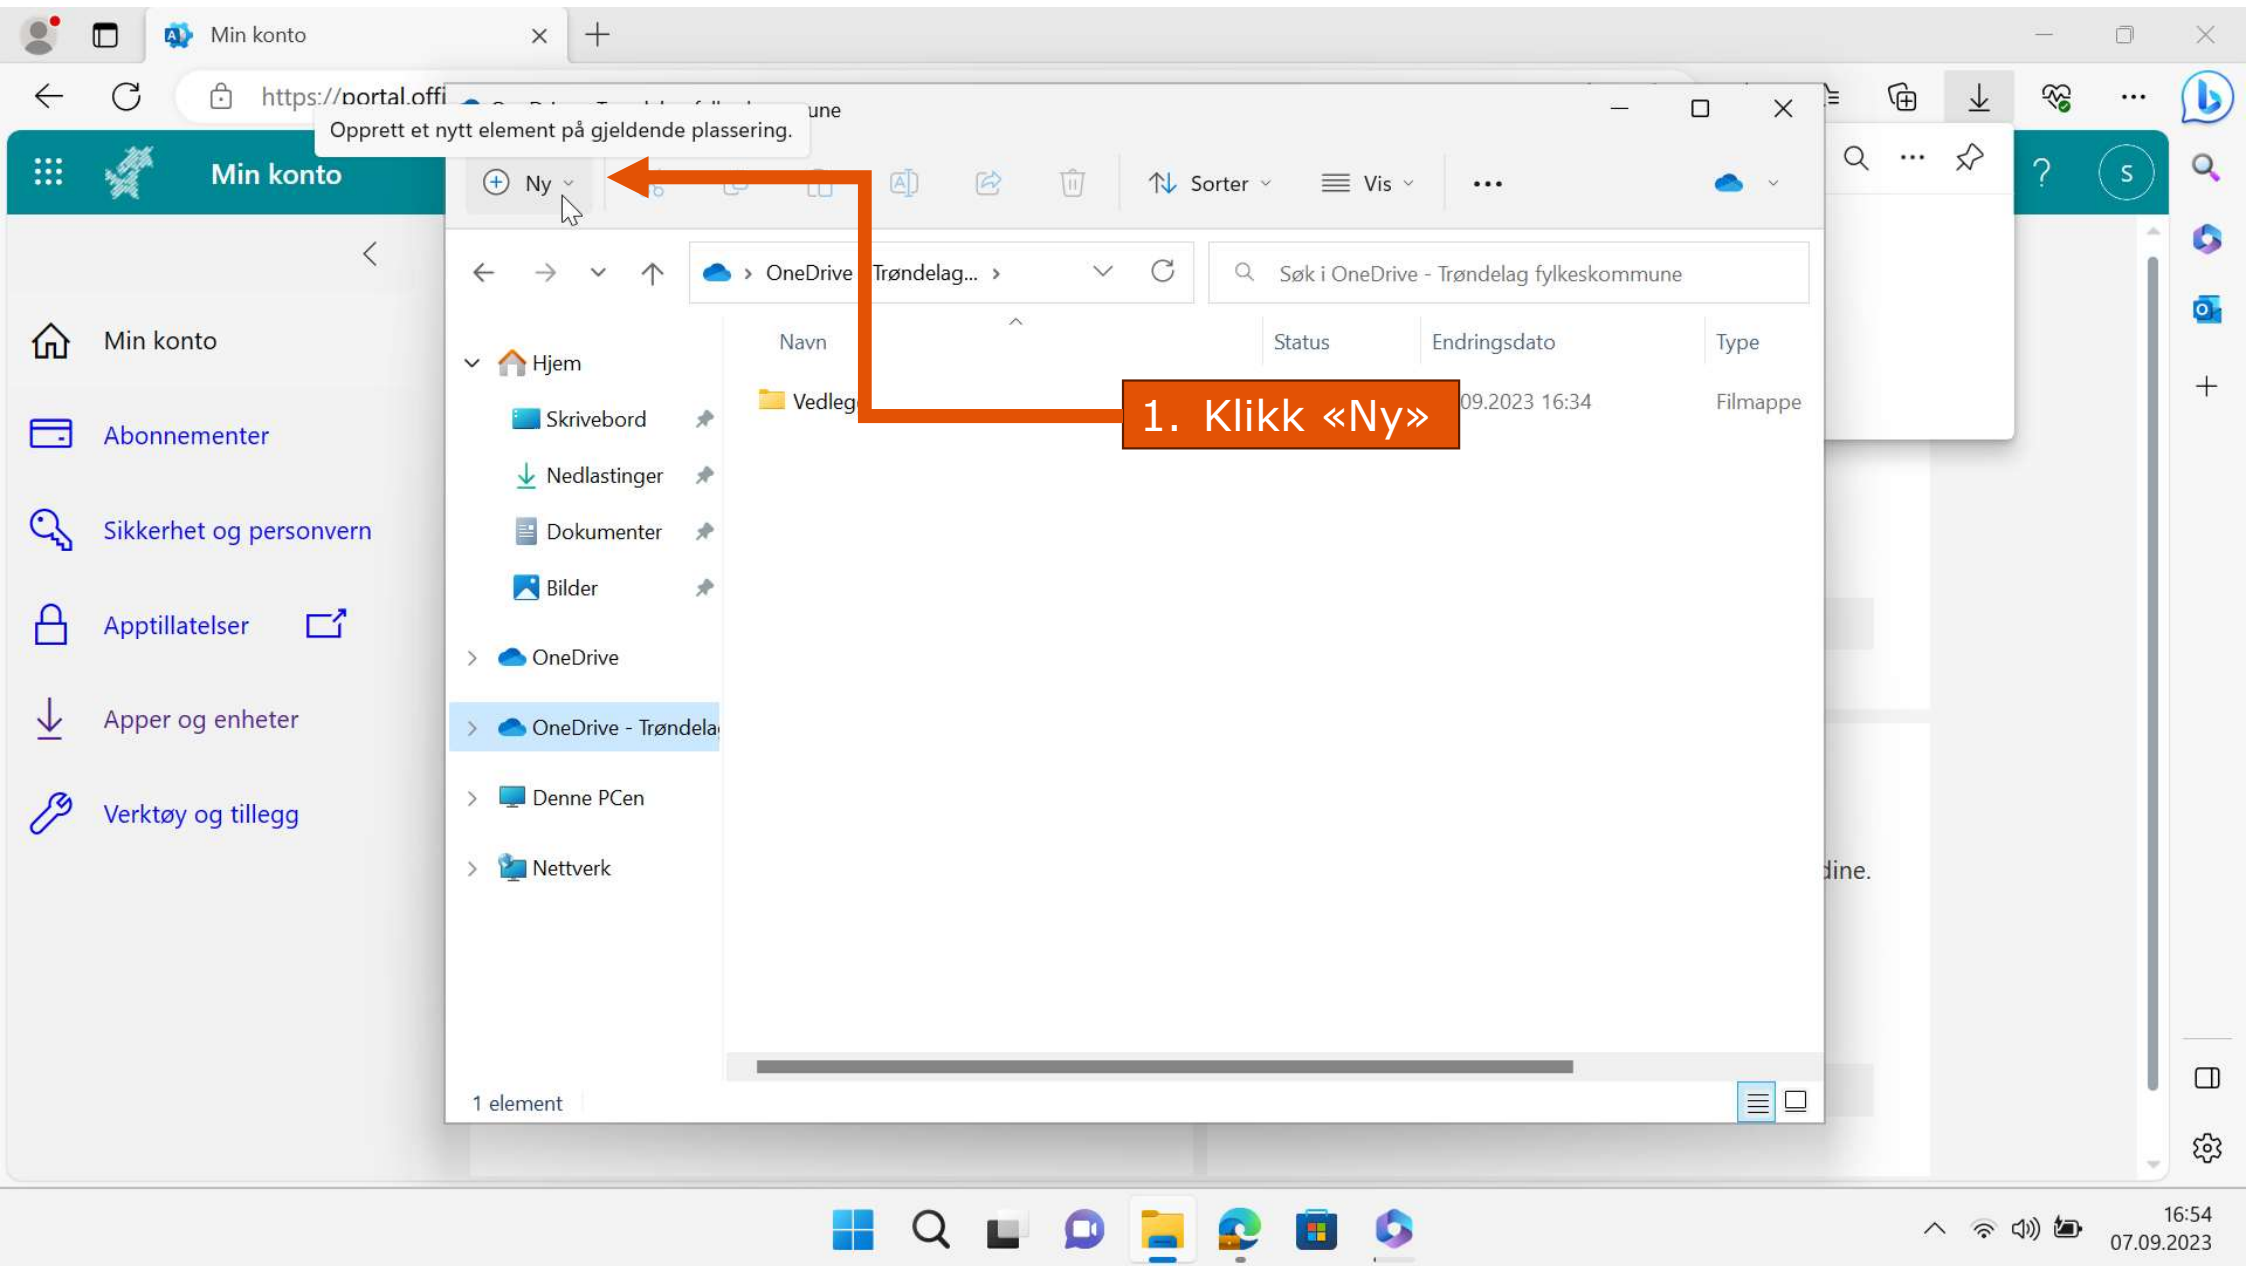 Min konto
https://portal.offi
une
Opprett et nytt element på gjeldende plassering.
Min konto
Ny
Sorter
Vis
?
S
OneDrive
Trøndelag...
Søk i OneDrive - Trøndelag fylkeskommune
Min konto
Abonnementer
Sikkerhet og personvern
Apptillatelser
Apper og enheter
Verktøy og tillegg
Hjem
Skrivebord
Nedlastinger
Dokumenter
Bilder
OneDrive
OneDrive - Trøndela
Denne PCen
Nettverk
Navn
Status
Endringsdato
Type
Vedleg
09.2023 16:34
Filmappe
1. Klikk «Ny»
dine.
1 element
16:54
07.09.2023